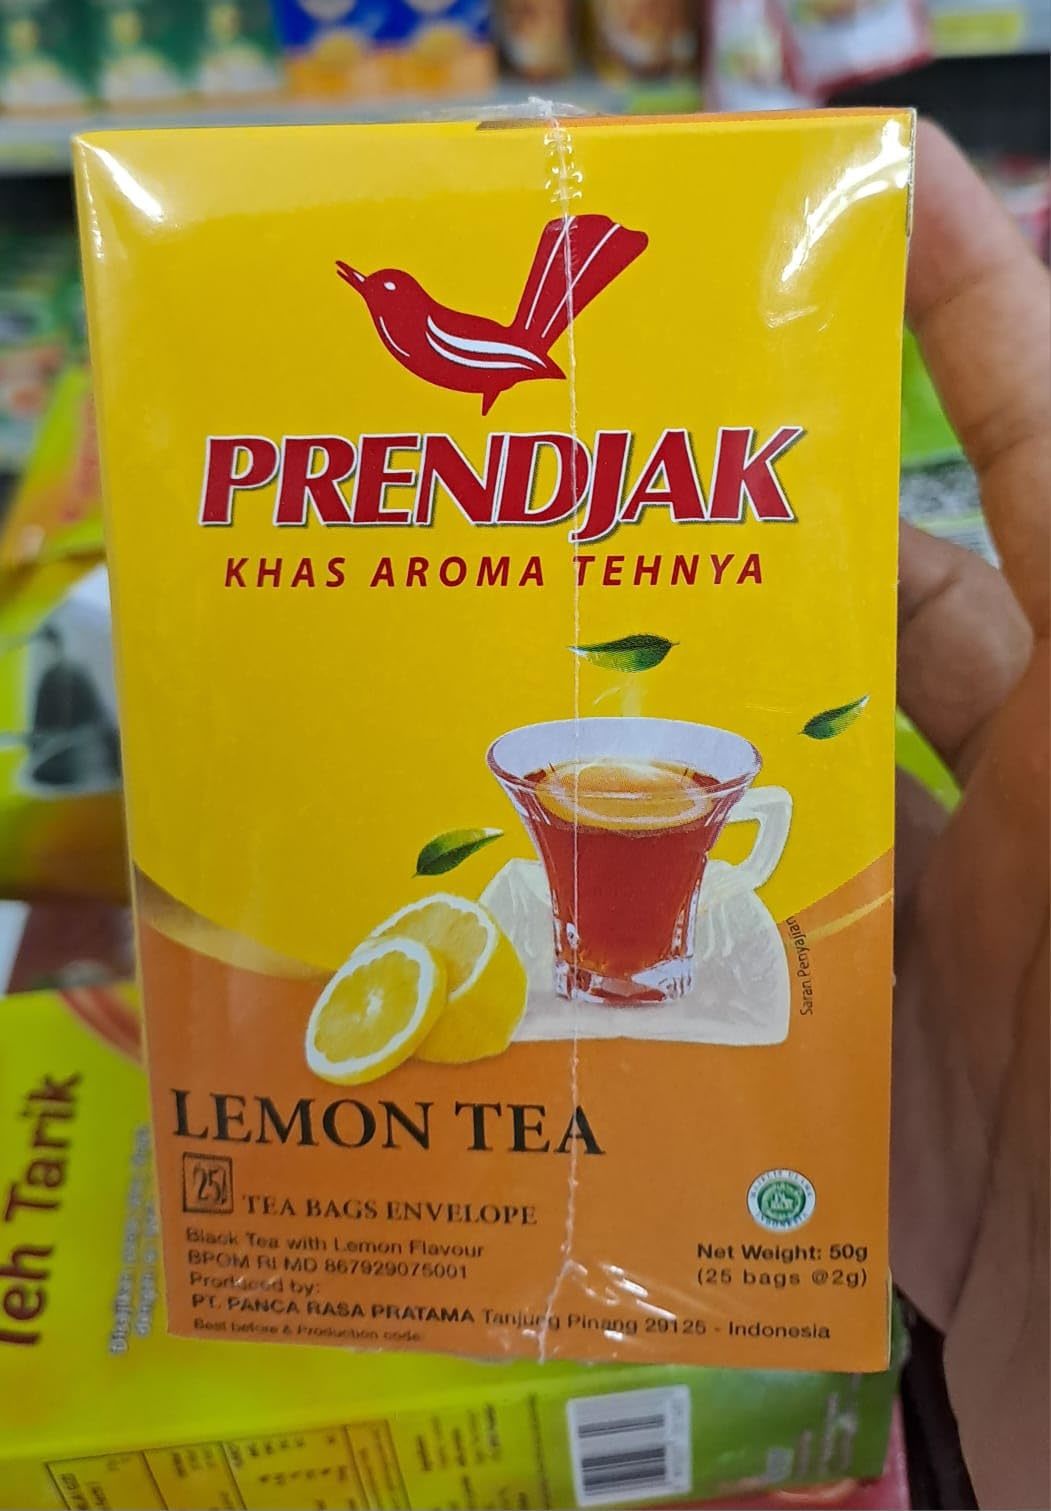 PRENDJAK
KHAS AROMA TEHNYA
Saran Penyajian
LEMON TEA
25
TEA BAGS ENVELOPE
Black Tea with Lemon Flavour
BPOM RI MD 867929075001
Produced by:
PT. PANCA RASA PRATAMA Tanjung Pinang 29125 - Indonesia
Best before & Production code
Net Weight: 50g
(25 bags @2g)
Teh Tarik